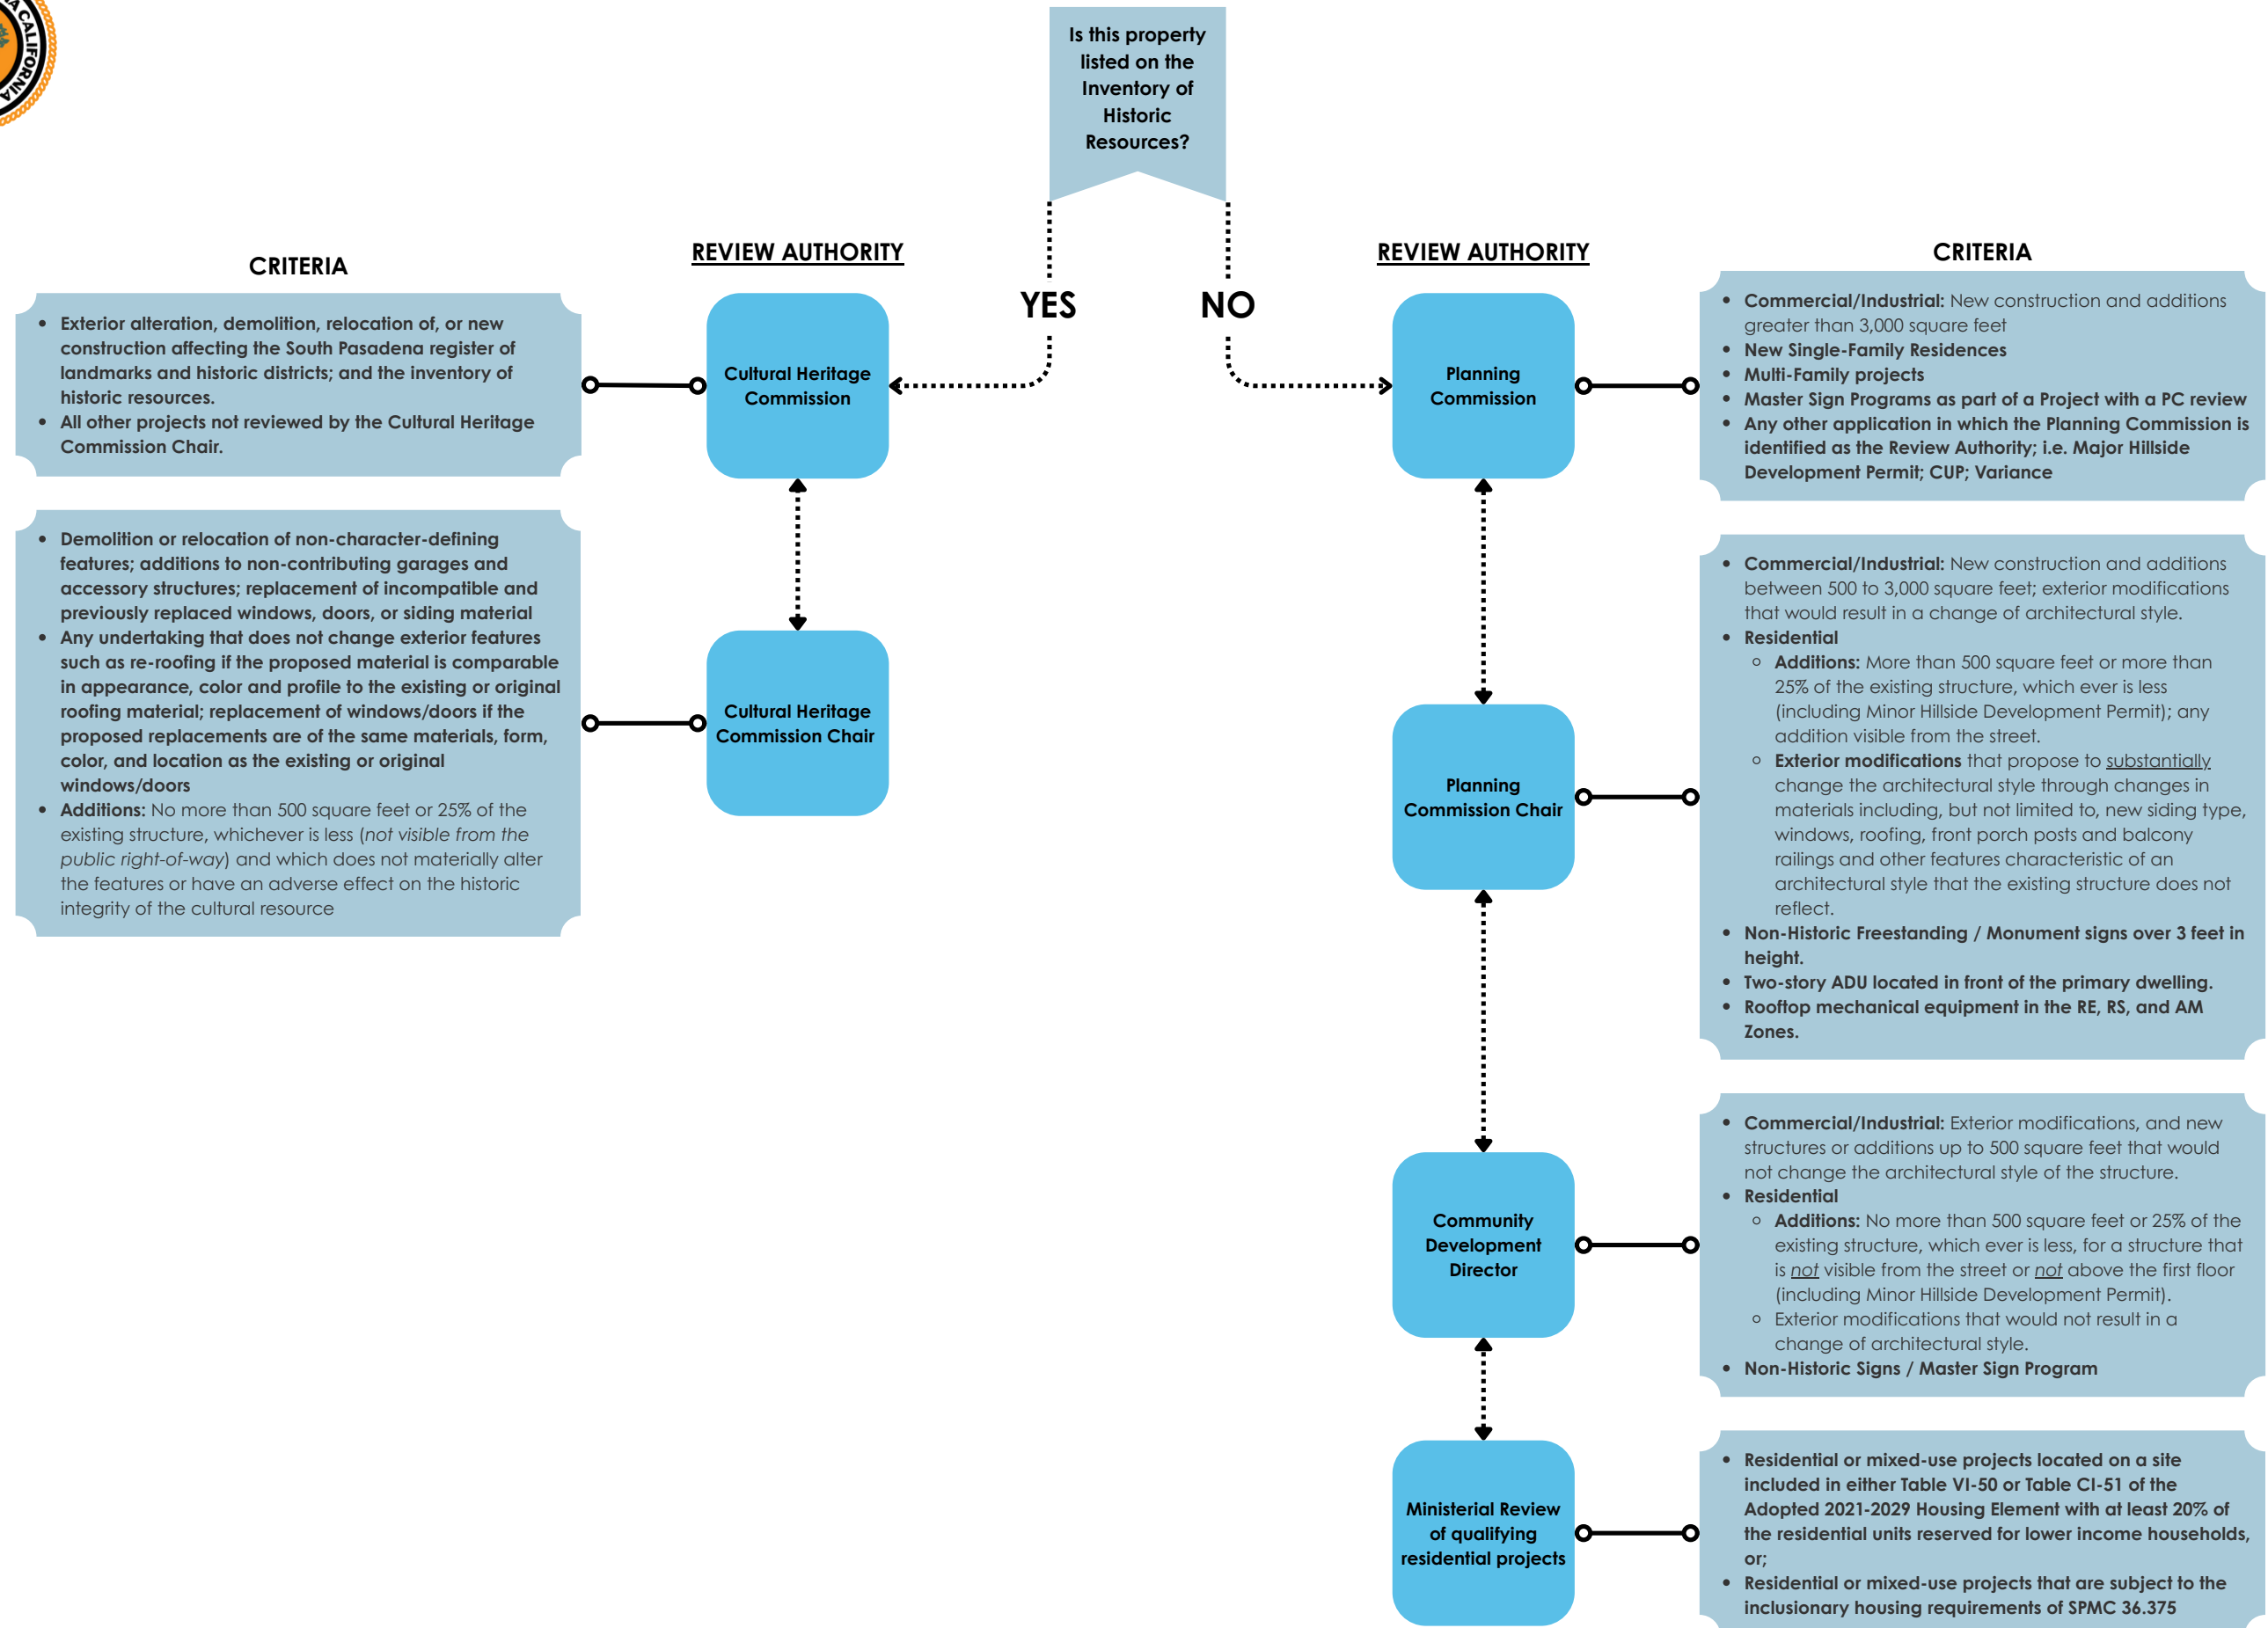 CALIFORNIA
Is this property
listed on the
Inventory of
Historic
Resources?
YES
NO
CRITERIA
REVIEW AUTHORITY
• Exterior alteration, demolition, relocation of, or new
construction affecting the South Pasadena register of
landmarks and historic districts; and the inventory of
historic resources.
• All other projects not reviewed by the Cultural Heritage
Commission Chair.
Cultural Heritage
Commission
• Demolition or relocation of non-character-defining
features; additions to non-contributing garages and
accessory structures; replacement of incompatible and
previously replaced windows, doors, or siding material
• Any undertaking that does not change exterior features
such as re-roofing if the proposed material is comparable
in appearance, color and profile to the existing or original
roofing material; replacement of windows/doors if the
proposed replacements are of the same materials, form,
color, and location as the existing or original
windows/doors
• Additions: No more than 500 square feet or 25% of the
existing structure, whichever is less (not visible from the
public right-of-way) and which does not materially alter
the features or have an adverse effect on the historic
integrity of the cultural resource
Cultural Heritage
Commission Chair
REVIEW AUTHORITY
CRITERIA
Planning
Commission
• Commercial/Industrial: New construction and additions
greater than 3,000 square feet
• New Single-Family Residences
• Multi-Family projects
• Master Sign Programs as part of a Project with a PC review
• Any other application in which the Planning Commission is
identified as the Review Authority; i.e. Major Hillside
Development Permit; CUP; Variance
Planning
Commission Chair
• Commercial/Industrial: New construction and additions
between 500 to 3,000 square feet; exterior modifications
that would result in a change of architectural style.
• Residential
◦ Additions: More than 500 square feet or more than
25% of the existing structure, which ever is less
(including Minor Hillside Development Permit); any
addition visible from the street.
◦ Exterior modifications that propose to substantially
change the architectural style through changes in
materials including, but not limited to, new siding type,
windows, roofing, front porch posts and balcony
railings and other features characteristic of an
architectural style that the existing structure does not
reflect.
• Non-Historic Freestanding / Monument signs over 3 feet in
height.
• Two-story ADU located in front of the primary dwelling.
• Rooftop mechanical equipment in the RE, RS, and AM
Zones.
Community
Development
Director
• Commercial/Industrial: Exterior modifications, and new
structures or additions up to 500 square feet that would
not change the architectural style of the structure.
• Residential
◦ Additions: No more than 500 square feet or 25% of the
existing structure, which ever is less, for a structure that
is not visible from the street or not above the first floor
(including Minor Hillside Development Permit).
◦ Exterior modifications that would not result in a
change of architectural style.
• Non-Historic Signs / Master Sign Program
Ministerial Review
of qualifying
residential projects
• Residential or mixed-use projects located on a site
included in either Table VI-50 or Table CI-51 of the
Adopted 2021-2029 Housing Element with at least 20% of
the residential units reserved for lower income households,
or;
• Residential or mixed-use projects that are subject to the
inclusionary housing requirements of SPMC 36.375